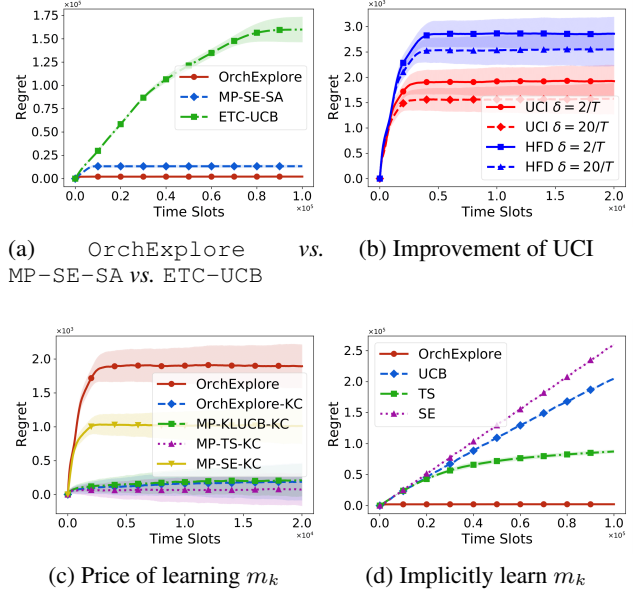 ×10⁵
1.75
1.50
1.25
1.00
0.75
0.50
0.25
0.00
Regret
OrchExplore
MP-SE-SA
ETC-UCB
0.0 0.2 0.4 0.6 0.8 1.0
Time Slots
×10⁵
(a) OrchExplore vs.
MP-SE-SA vs. ETC-UCB
×10³
3.0
2.5
2.0
1.5
1.0
0.5
0.0
Regret
UCI δ = 2/T
UCI δ = 20/T
HFD δ = 2/T
HFD δ = 20/T
0.0 0.5 1.0 1.5 2.0
Time Slots
×10⁴
(b) Improvement of UCI
×10³
2.0
1.5
1.0
0.5
0.0
Regret
OrchExplore
OrchExplore-KC
MP-KLUCB-KC
MP-TS-KC
MP-SE-KC
0.0 0.5 1.0 1.5 2.0
Time Slots
×10⁴
(c) Price of learning mₖ
×10⁵
2.5
2.0
1.5
1.0
0.5
0.0
Regret
OrchExplore
UCB
TS
SE
0.0 0.2 0.4 0.6 0.8 1.0
Time Slots
×10⁵
(d) Implicitly learn mₖ